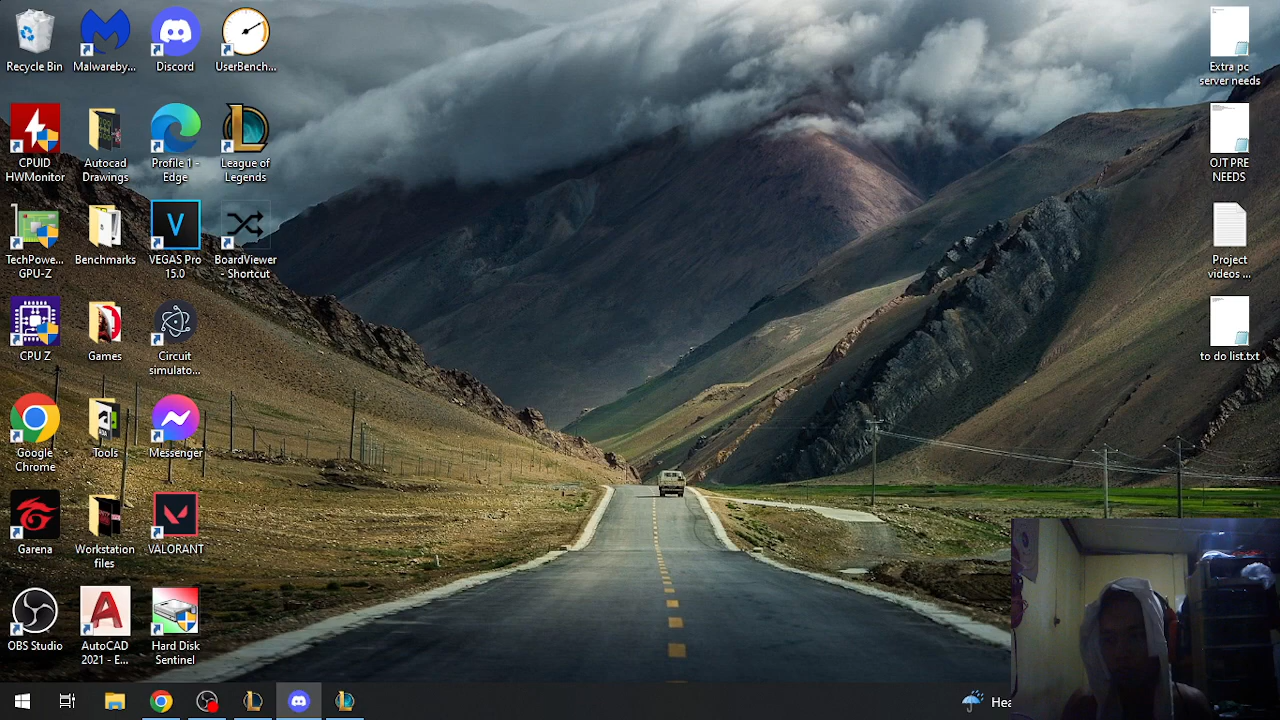 Recycle Bin
Malwareby...
Discord
UserBench...
CPUID
HWMonitor
Autocad
Drawings
Profile 1 -
Edge
League of
Legends
TechPowe...
GPU-Z
Benchmarks
VEGAS Pro
15.0
BoardViewer
- Shortcut
CPU Z
Games
Circuit
simulato...
Google
Chrome
Tools
Messenger
Garena
Workstation
files
VALORANT
OBS Studio
AutoCAD
2021 - E...
Hard Disk
Sentinel
Extra pc
server needs
OJT PRE
NEEDS
Project
videos ...
to do list.txt
Hea